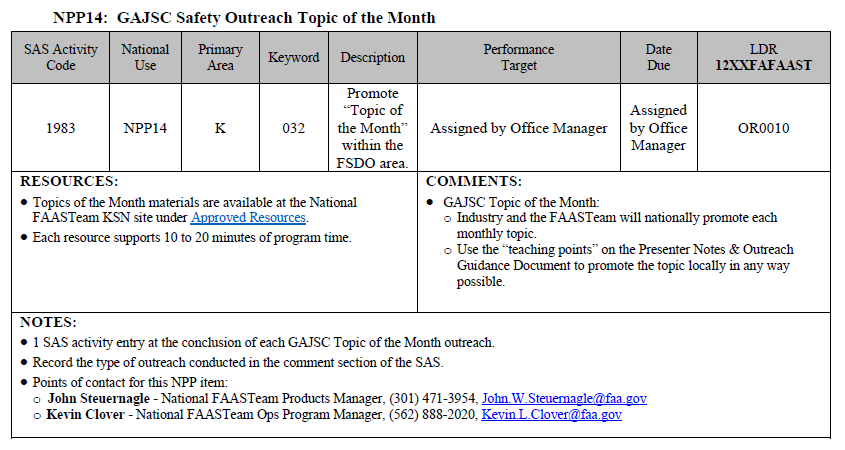 NPP14: GAJSC Safety Outreach Topic of the Month
SAS Activity
Code
National
Use
Primary
Area
Keyword
Description
Performance
Target
Date
Due
LDR
12XXFAFAAST
1983
NPP14
K
032
Promote
“Topic of
the Month”
within the
FSDO area.
Assigned by Office Manager
Assigned
by Office
Manager
OR0010
RESOURCES:
• Topics of the Month materials are available at the National
FAASTeam KSN site under Approved Resources.
• Each resource supports 10 to 20 minutes of program time.
COMMENTS:
• GAJSC Topic of the Month:
o Industry and the FAASTeam will nationally promote each
monthly topic.
o Use the “teaching points” on the Presenter Notes & Outreach
Guidance Document to promote the topic locally in any way
possible.
NOTES:
• 1 SAS activity entry at the conclusion of each GAJSC Topic of the Month outreach.
• Record the type of outreach conducted in the comment section of the SAS.
• Points of contact for this NPP item:
o John Steuernagle - National FAASTeam Products Manager, (301) 471-3954, John.W.Steuernagle@faa.gov
o Kevin Clover - National FAASTeam Ops Program Manager, (562) 888-2020, Kevin.L.Clover@faa.gov